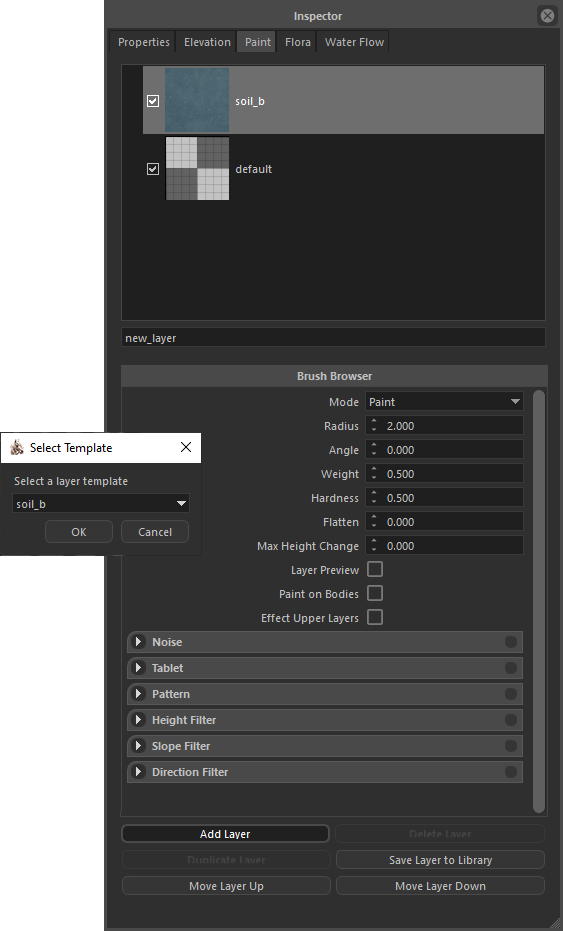 Inspector
Properties
Elevation
Paint
Flora
Water Flow
soil_b
default
new_layer
Brush Browser
Mode
Paint
Radius
2.000
Angle
0.000
Weight
0.500
Hardness
0.500
Flatten
0.000
Max Height Change
0.000
Layer Preview
Paint on Bodies
Effect Upper Layers
Noise
Tablet
Pattern
Height Filter
Slope Filter
Direction Filter
Add Layer
Delete Layer
Duplicate Layer
Save Layer to Library
Move Layer Up
Move Layer Down
Select Template
Select a layer template
soil_b
OK
Cancel